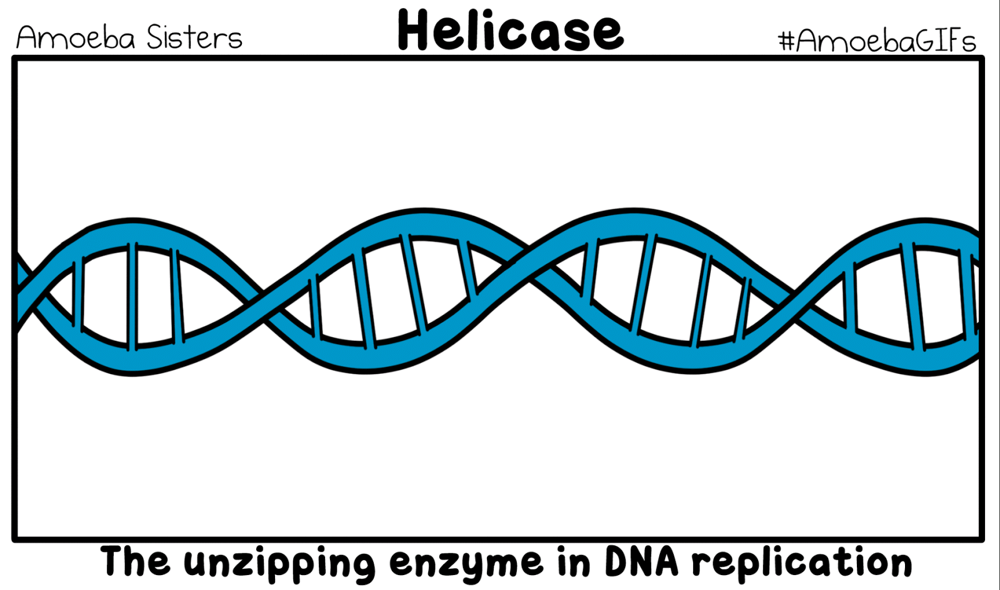 Amoeba Sisters
Helicase
#AmoebaGIFs
The unzipping enzyme in DNA replication